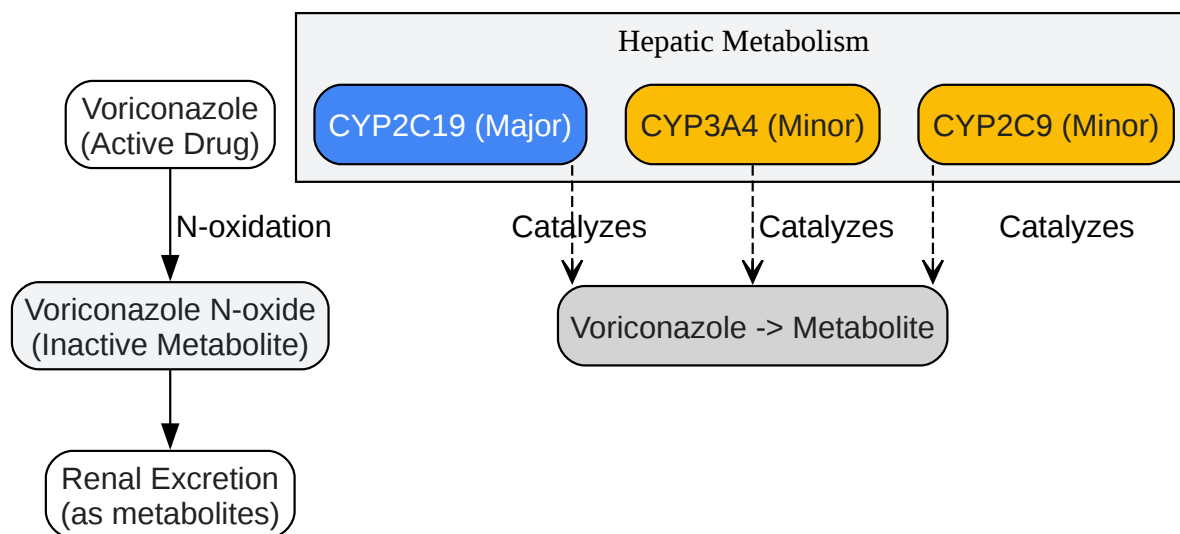 Hepatic Metabolism
Voriconazole
(Active Drug)
CYP2C19 (Major)
CYP3A4 (Minor)
CYP2C9 (Minor)
N-oxidation
Catalyzes
Catalyzes
Catalyzes
Voriconazole N-oxide
(Inactive Metabolite)
Voriconazole -> Metabolite
Renal Excretion
(as metabolites)